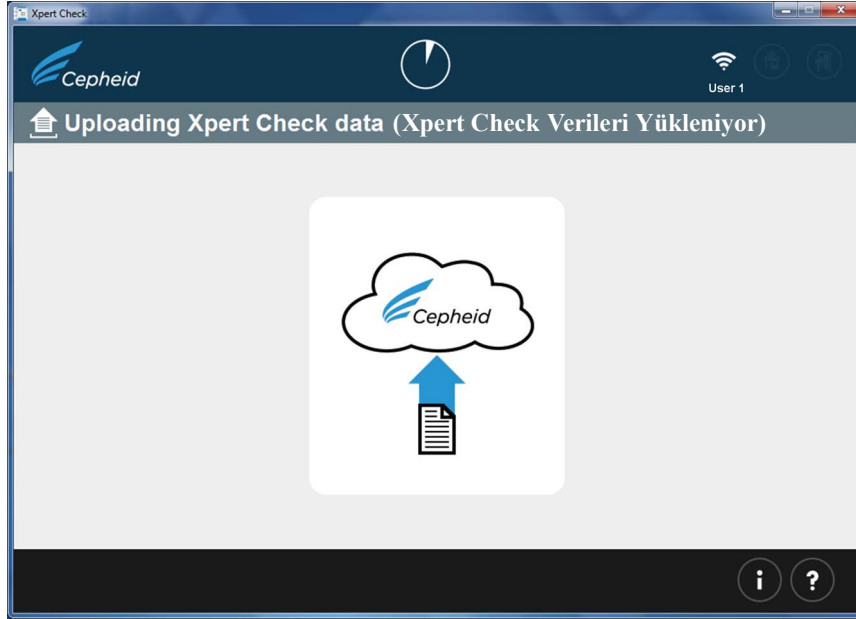 Xpert Check
Cepheid
User 1
Uploading Xpert Check data (Xpert Check Verileri Yükleniyor)
Cepheid
i ?